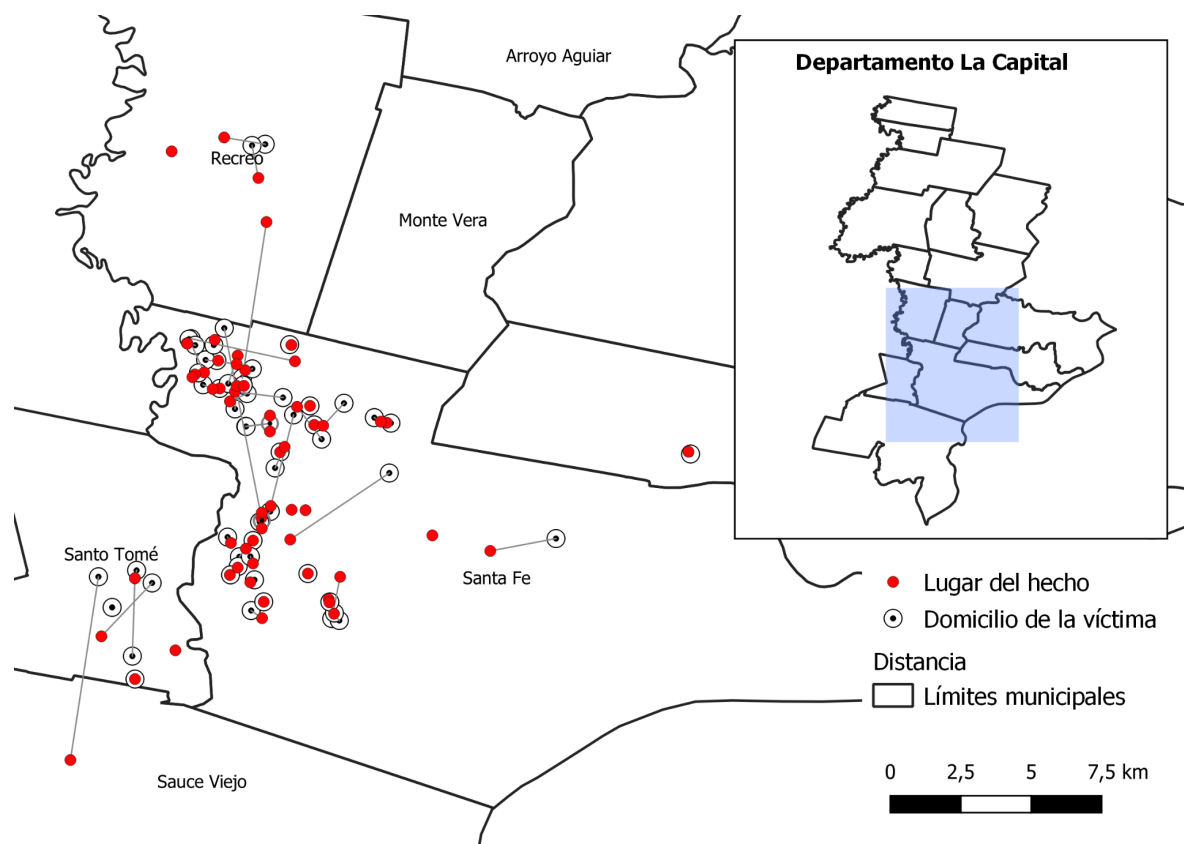 Arroyo Aguiar
Departamento La Capital
Recreo
Monte Vera
Santo Tomé
Santa Fe
Lugar del hecho
Domicilio de la víctima
Distancia
Límites municipales
Sauce Viejo
0 2,5 5 7,5 km